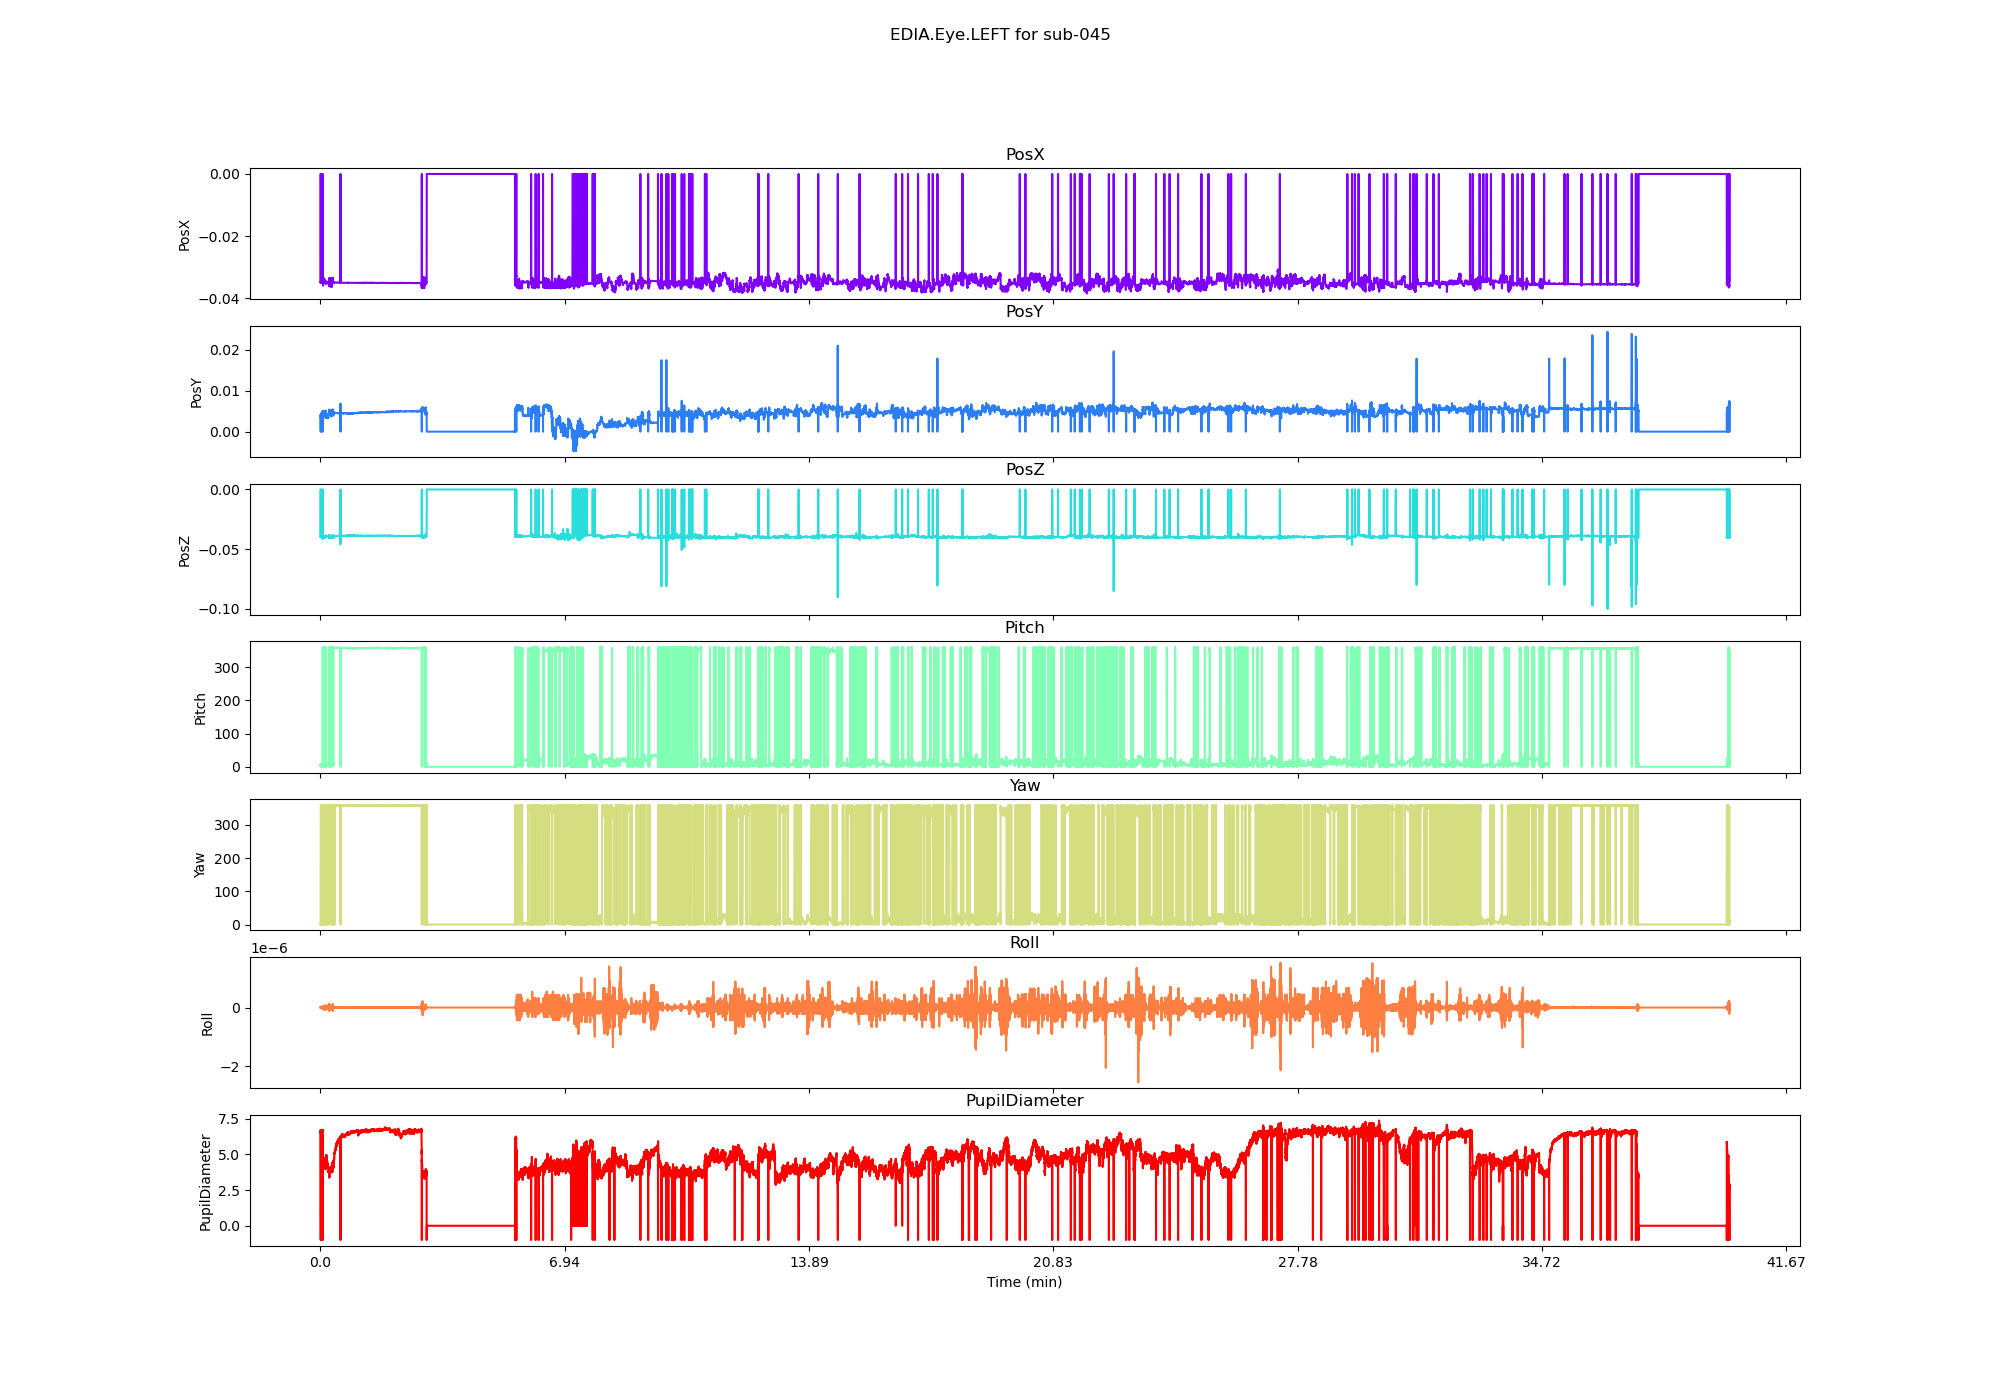 EDIA.Eye.LEFT for sub-045
PosX
0.00
−0.02
−0.04
PosX
PosY
0.02
0.01
0.00
PosY
PosZ
0.00
−0.05
−0.10
PosZ
Pitch
300
200
100
0
Pitch
Yaw
300
200
100
0
Yaw
1e−6
Roll
0
−2
Roll
PupilDiameter
7.5
5.0
2.5
0.0
PupilDiameter
0.0 6.94 13.89 20.83 27.78 34.72 41.67
Time (min)